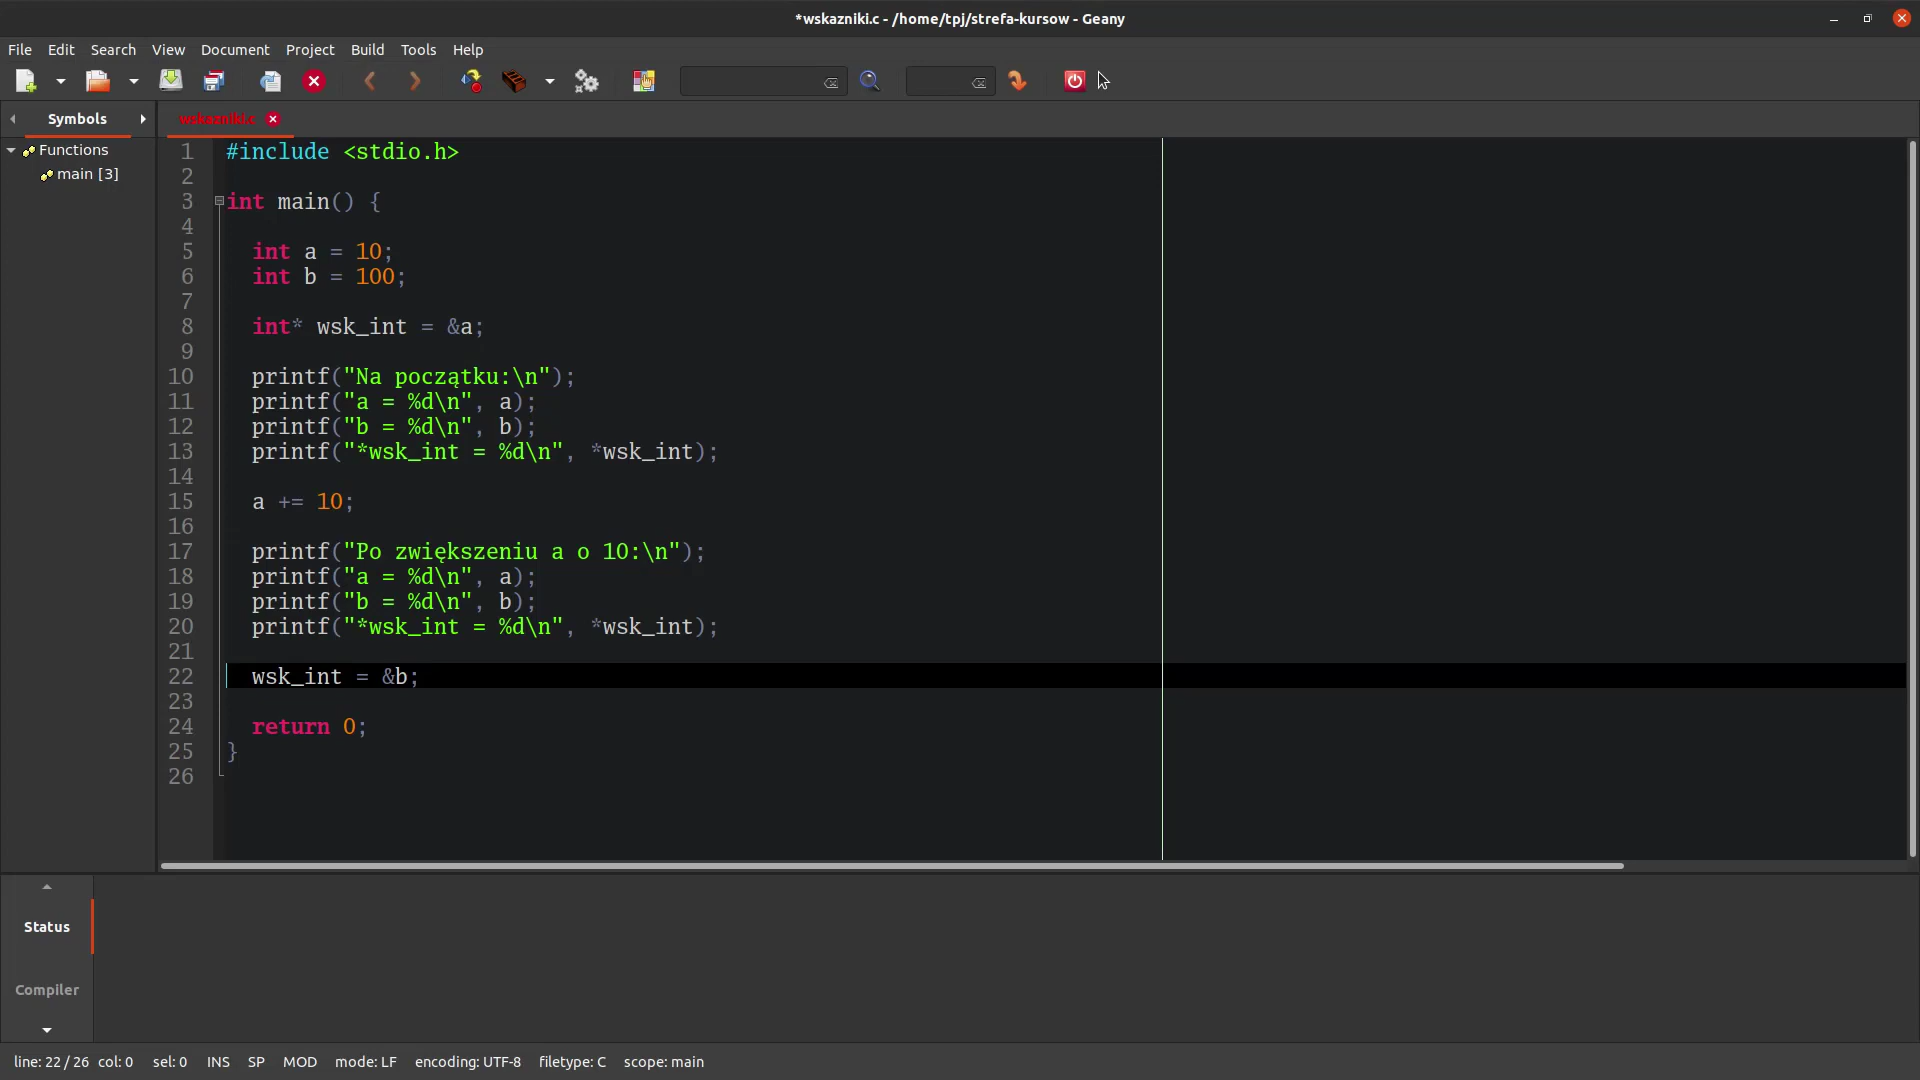 *wskazniki.c - /home/tpj/strefa-kursow - Geany
File Edit Search View Document Project Build Tools Help
Symbols
wskazniki.c
Functions
main [3]
1 #include <stdio.h>
2
3 int main() {
4
5   int a = 10;
6   int b = 100;
7
8   int* wsk_int = &a;
9
10   printf("Na początku:\n");
11   printf("a = %d\n", a);
12   printf("b = %d\n", b);
13   printf("*wsk_int = %d\n", *wsk_int);
14
15   a += 10;
16
17   printf("Po zwiększeniu a o 10:\n");
18   printf("a = %d\n", a);
19   printf("b = %d\n", b);
20   printf("*wsk_int = %d\n", *wsk_int);
21
22   wsk_int = &b;
23
24   return 0;
25 }
26
Status
Compiler
line: 22 / 26 col: 0 sel: 0 INS SP MOD mode: LF encoding: UTF-8 filetype: C scope: main